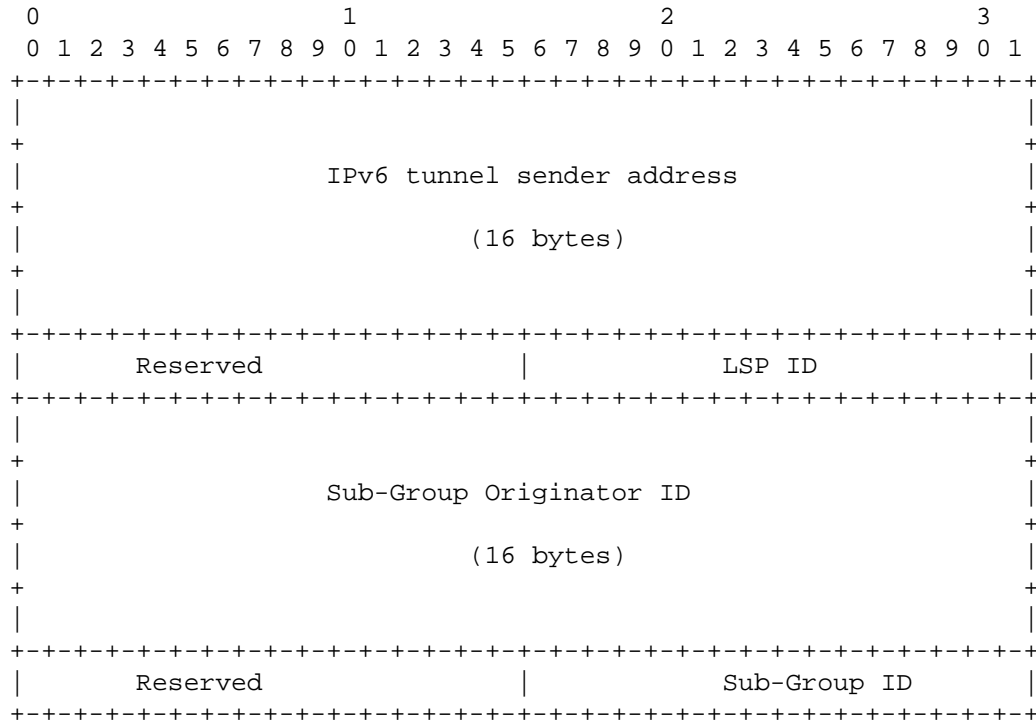 0 1 2 3
0 1 2 3 4 5 6 7 8 9 0 1 2 3 4 5 6 7 8 9 0 1 2 3 4 5 6 7 8 9 0 1
+-+-+-+-+-+-+-+-+-+-+-+-+-+-+-+-+-+-+-+-+-+-+-+-+-+-+-+-+-+-+-+-+
| |
+ +
| IPv6 tunnel sender address |
+ +
| (16 bytes) |
+ +
| |
+-+-+-+-+-+-+-+-+-+-+-+-+-+-+-+-+-+-+-+-+-+-+-+-+-+-+-+-+-+-+-+-+
| Reserved | LSP ID |
+-+-+-+-+-+-+-+-+-+-+-+-+-+-+-+-+-+-+-+-+-+-+-+-+-+-+-+-+-+-+-+-+
| |
+ +
| Sub-Group Originator ID |
+ +
| (16 bytes) |
+ +
| |
+-+-+-+-+-+-+-+-+-+-+-+-+-+-+-+-+-+-+-+-+-+-+-+-+-+-+-+-+-+-+-+-+
| Reserved | Sub-Group ID |
+-+-+-+-+-+-+-+-+-+-+-+-+-+-+-+-+-+-+-+-+-+-+-+-+-+-+-+-+-+-+-+-+